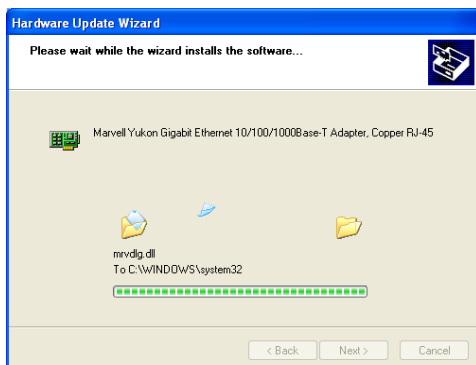 Hardware Update Wizard
Please wait while the wizard installs the software...
Marvell Yukon Gigabit Ethernet 10/100/1000Base-T Adapter, Copper RJ-45
mrvdlg.dll
To C:\WINDOWS\system32
< Back Next > Cancel